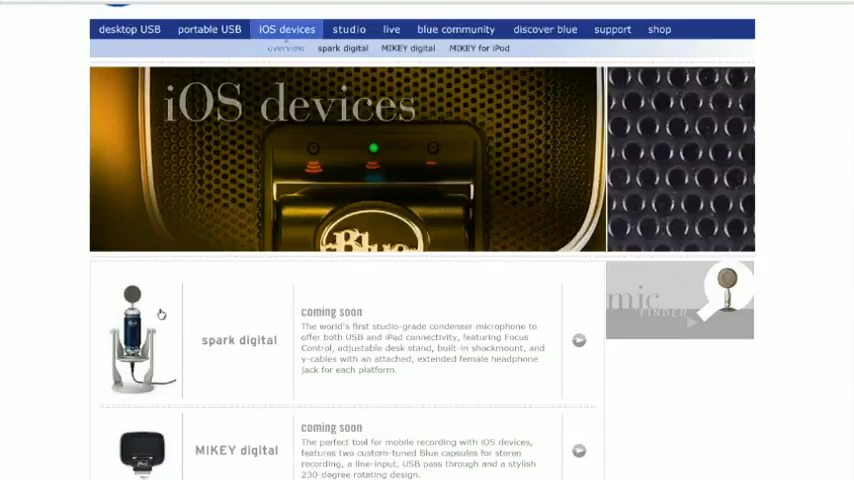 desktop USB portable USB iOS devices studio live blue community discover blue support shop
overview spark digital MIKEY digital MIKEY for iPod
iOS devices
Blue
mic
FINDER
spark digital
coming soon
The world's first studio-grade condenser microphone to
offer both USB and iPad connectivity, featuring Focus
Control, adjustable desk stand, built-in shockmount, and
y-cables with an attached, extended female headphone
jack for each platform.
MIKEY digital
coming soon
The perfect tool for mobile recording with iOS devices,
features two custom-tuned Blue capsules for stereo
recording, a line-input, USB pass through and a stylish
230-degree rotating design.